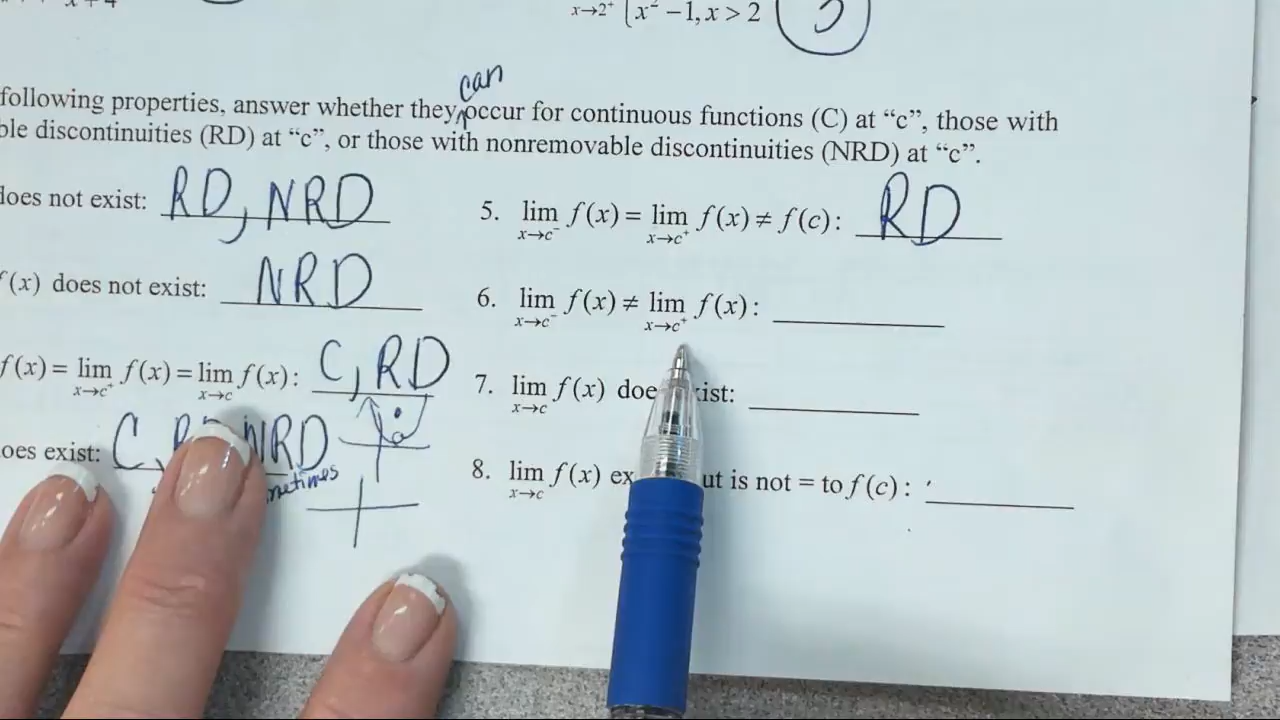 x→2⁺ { x² −1, x > 2 3
can
following properties, answer whether they occur for continuous functions (C) at “c”, those with
ble discontinuities (RD) at “c”, or those with nonremovable discontinuities (NRD) at “c”.
does not exist: RD, NRD
f(x) does not exist: NRD
f(x) = lim x→c⁺ f(x) = lim x→c f(x): C, RD
oes exist: C, NRD
metimes
5. lim x→c⁻ f(x) = lim x→c⁺ f(x) ≠ f(c): RD
6. lim x→c⁻ f(x) ≠ lim x→c⁺ f(x):
7. lim x→c f(x) doe ist:
8. lim x→c f(x) ex ut is not = to f(c):